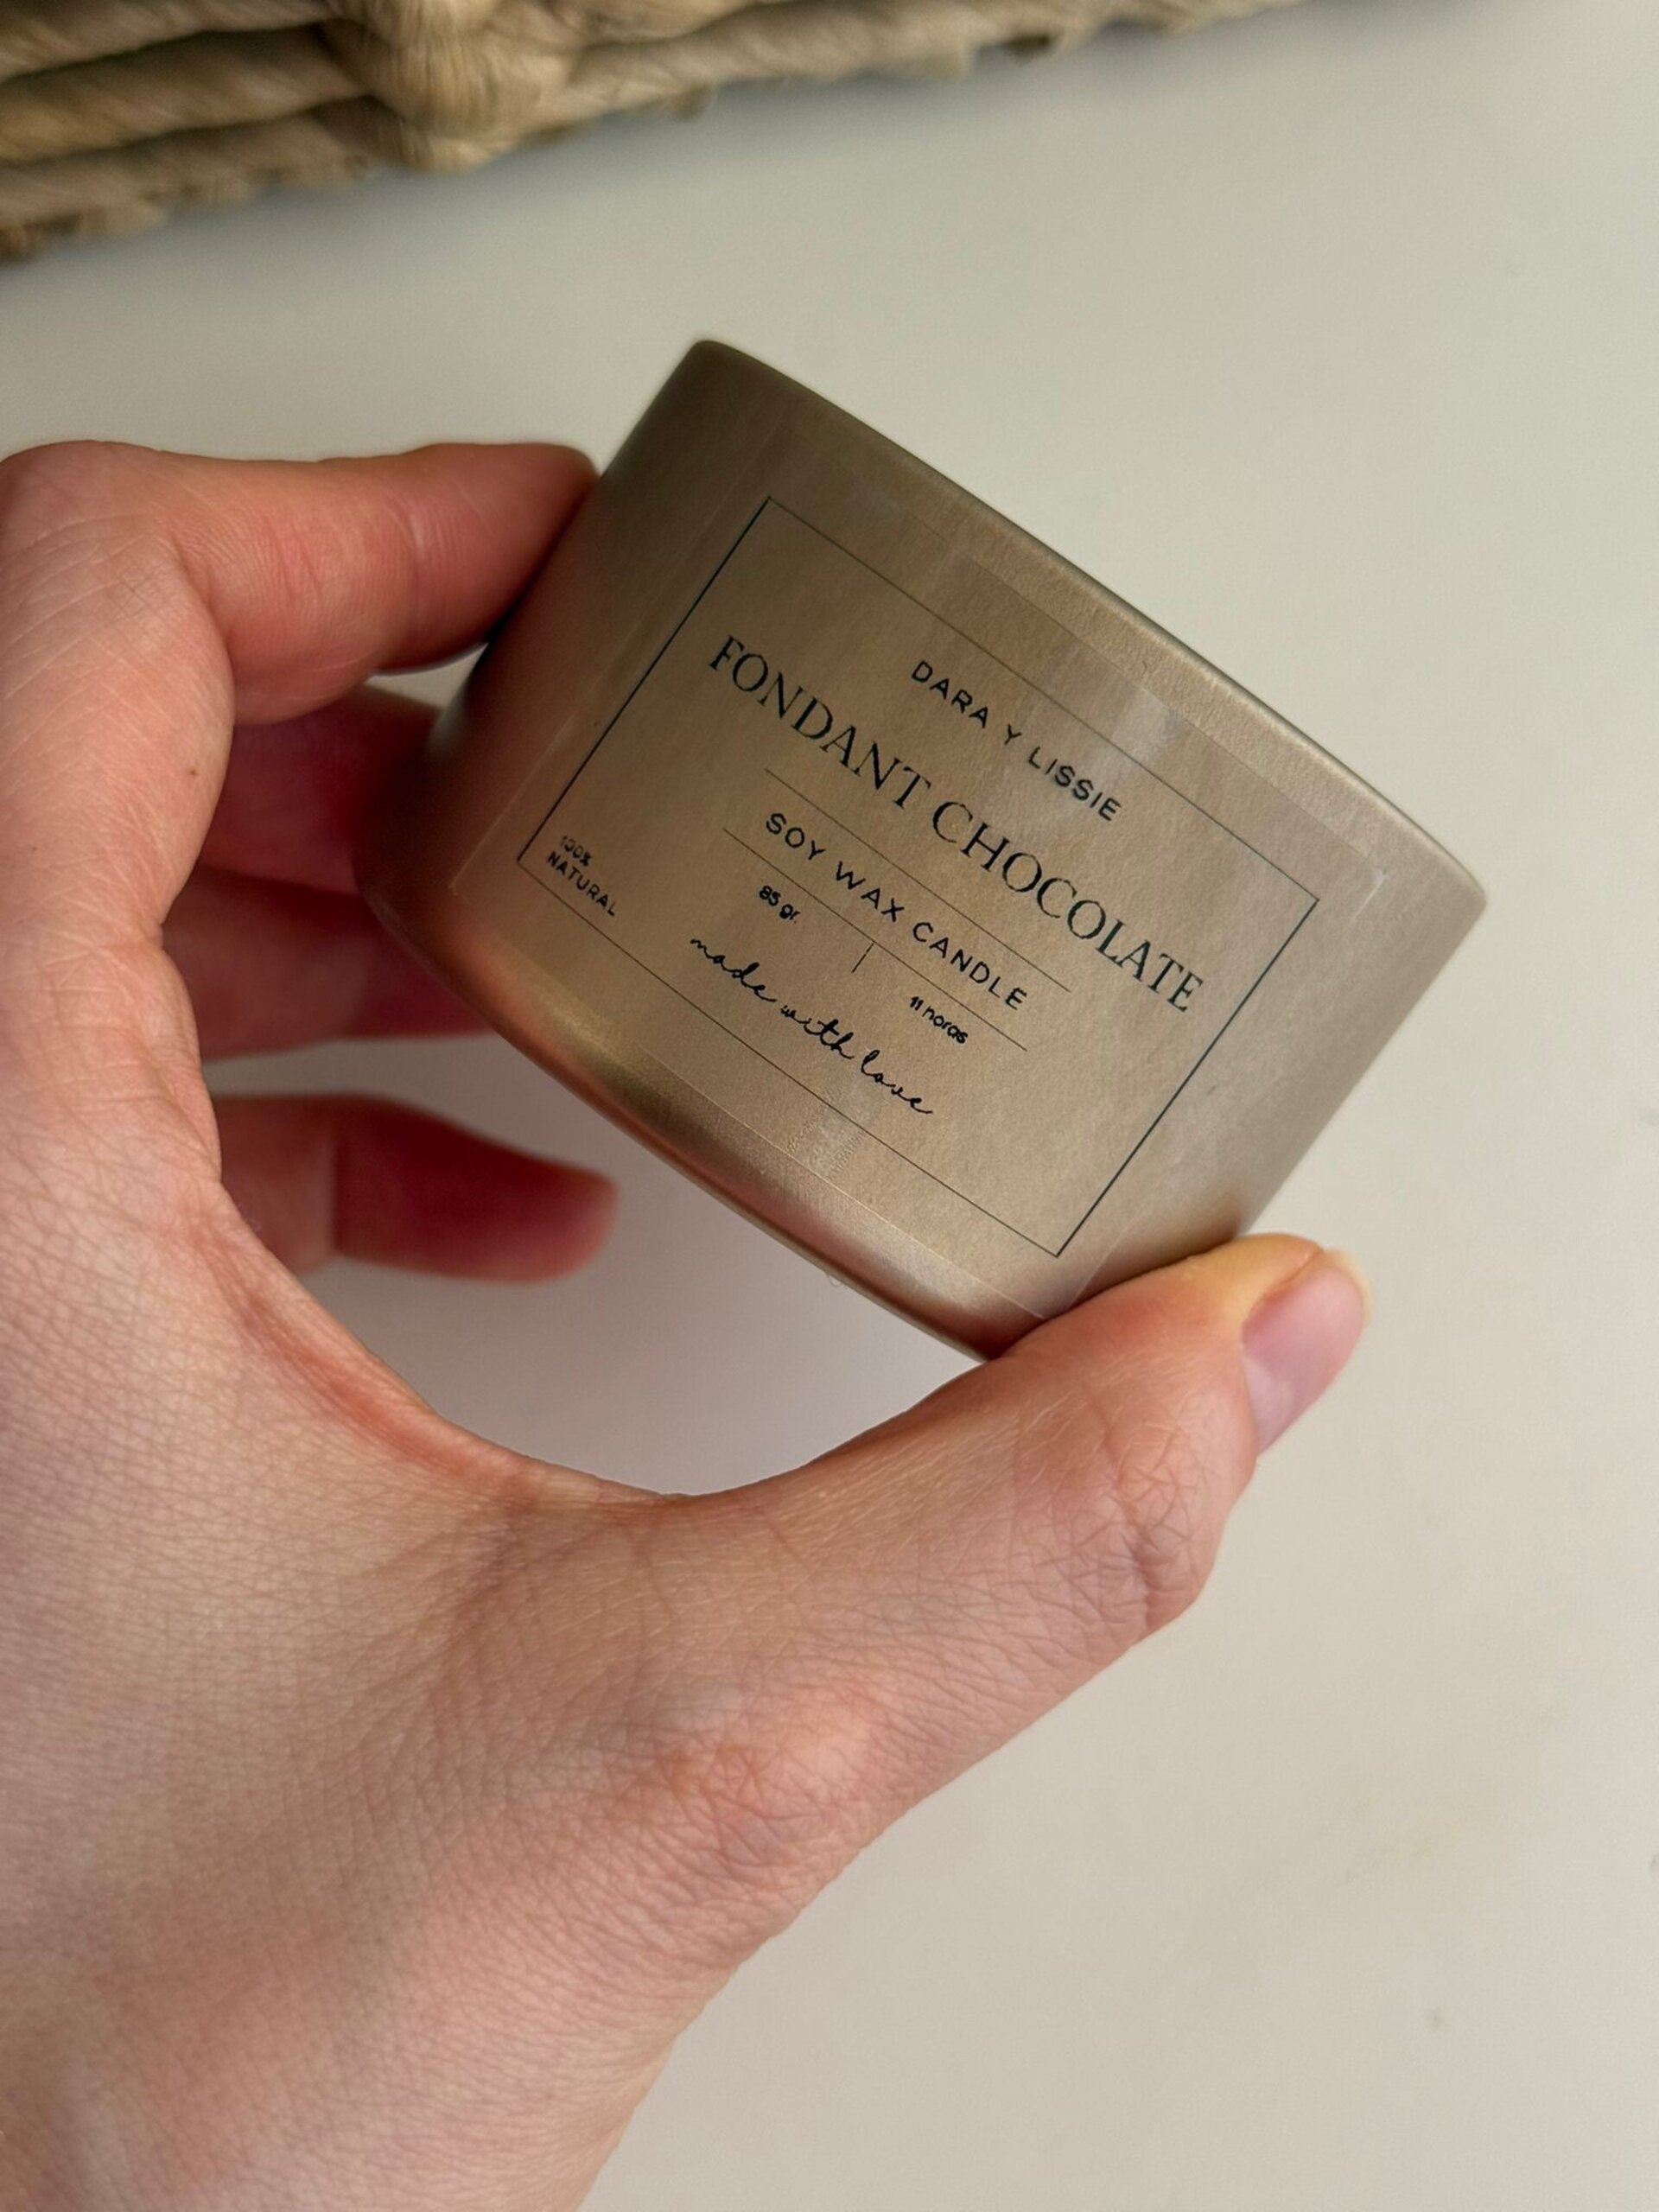 DARA Y LISSIE
FONDANT CHOCOLATE
SOY WAX CANDLE
85 gr. 11 horas
made with love
100%
NATURAL